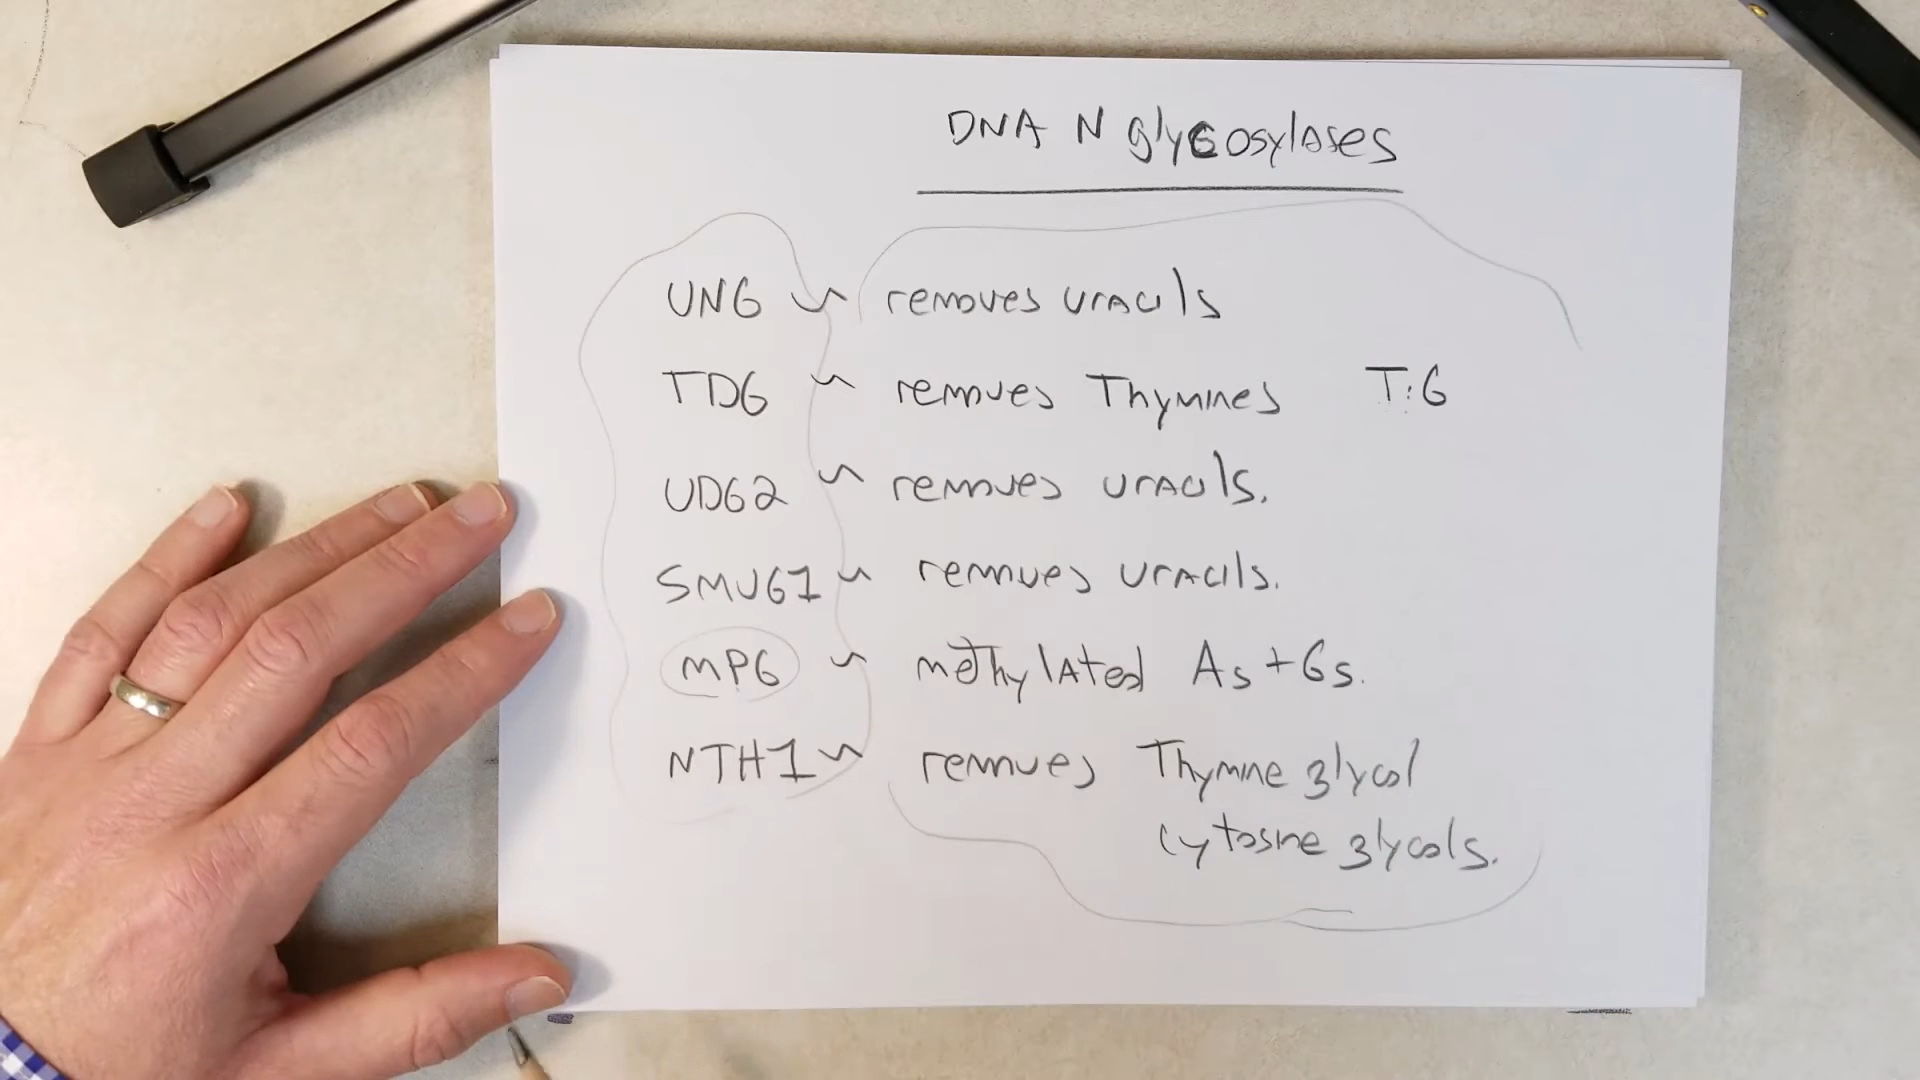 DNA N glycosylases
UNG ~ removes uracils
TDG ~ removes Thymines T:G
UDG2 ~ removes uracils.
SMUG1 ~ removes uracils.
MPG ~ methylated As + Gs.
NTH1 ~ removes Thymine glycol
cytosine glycols.